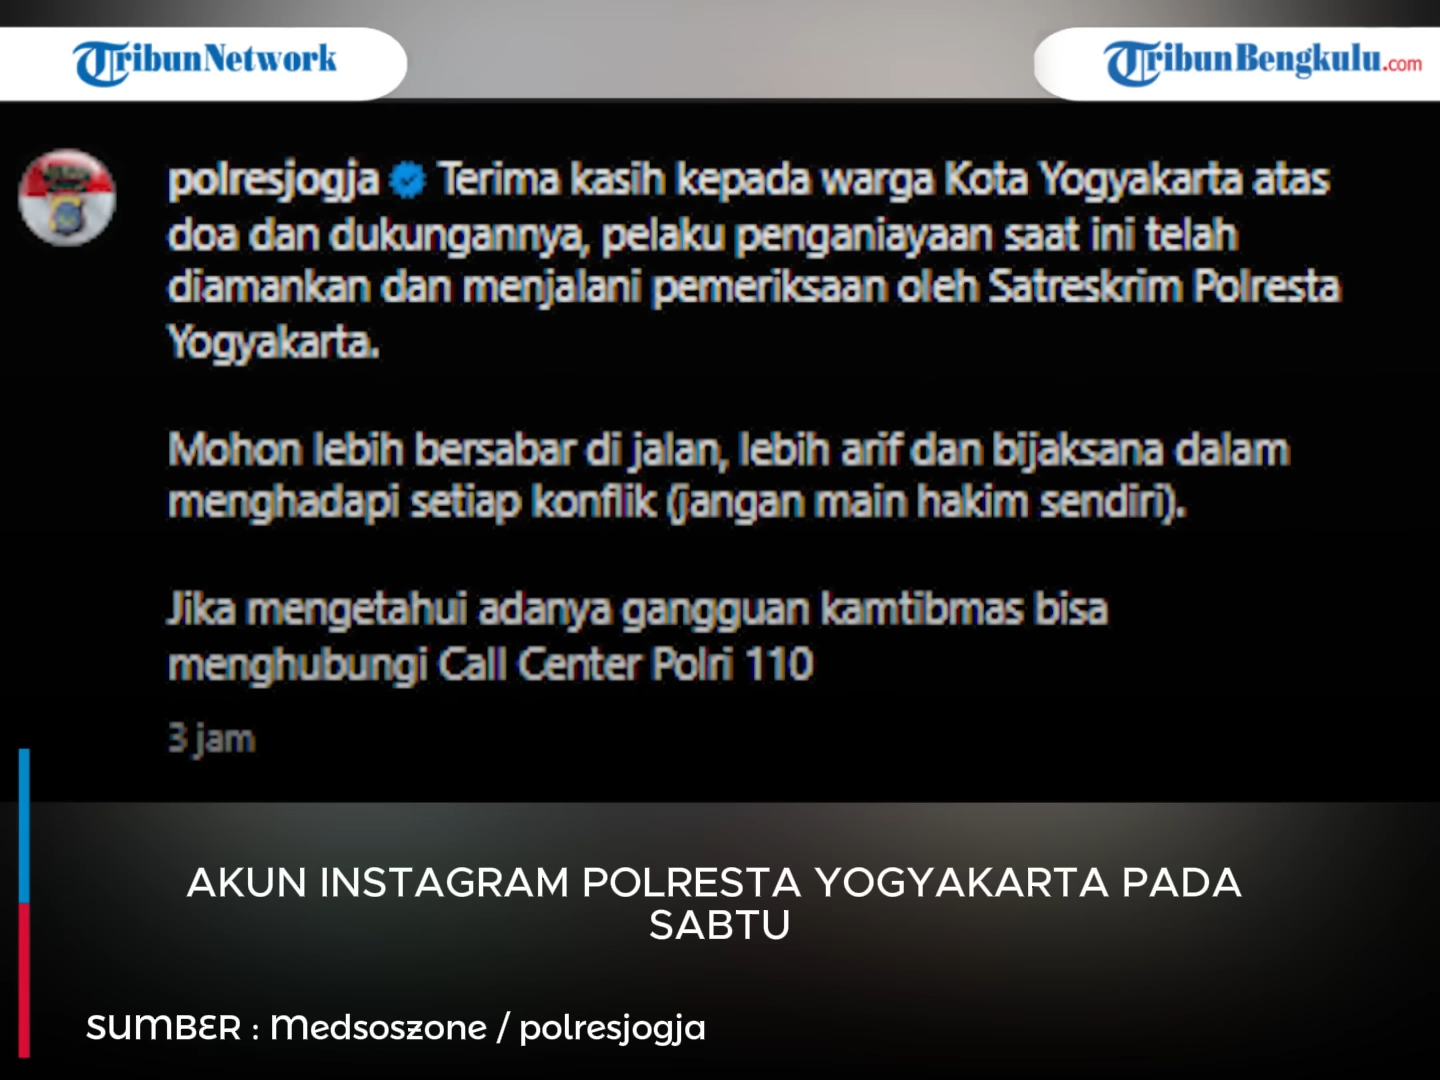 TribunNetwork
TribunBengkulu.com
polresjogja Terima kasih kepada warga Kota Yogyakarta atas
doa dan dukungannya, pelaku penganiayaan saat ini telah
diamankan dan menjalani pemeriksaan oleh Satreskrim Polresta
Yogyakarta.
Mohon lebih bersabar di jalan, lebih arif dan bijaksana dalam
menghadapi setiap konflik (jangan main hakim sendiri).
Jika mengetahui adanya gangguan kamtibmas bisa
menghubungi Call Center Polri 110
3 jam
AKUN INSTAGRAM POLRESTA YOGYAKARTA PADA
SABTU
SUMBER : Medsoszone / polresjogja